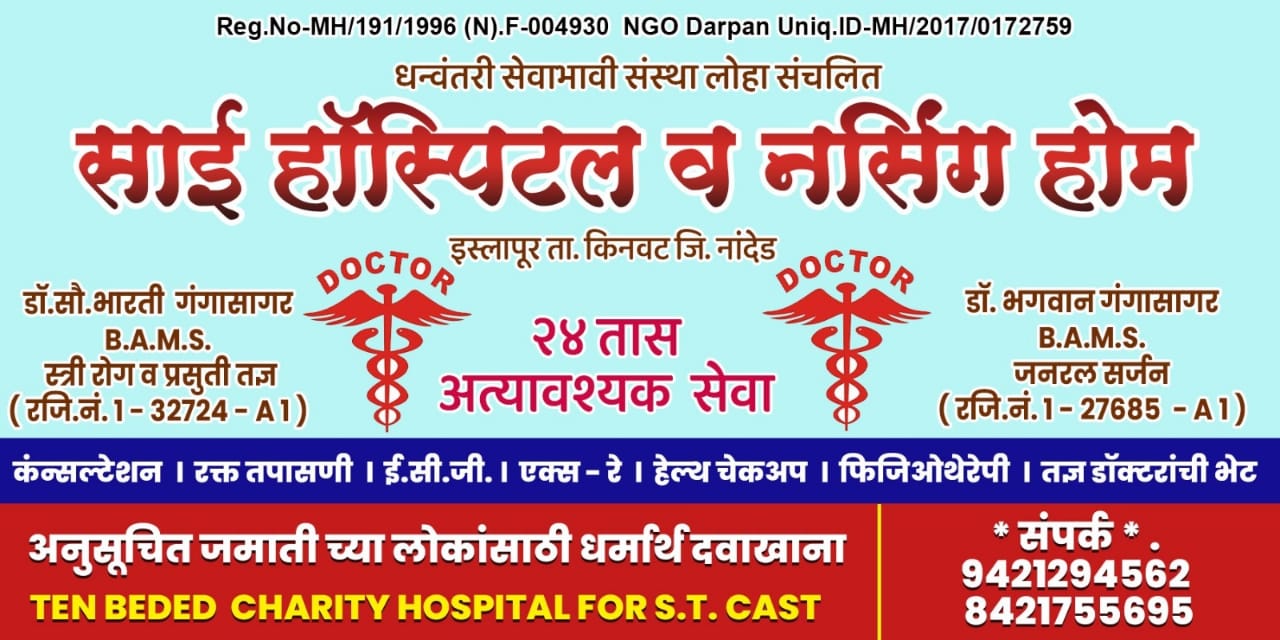 Reg.No-MH/191/1996 (N).F-004930 NGO Darpan Uniq.ID-MH/2017/0172759
धन्वंतरी सेवाभावी संस्था लोहा संचलित
साई हॉस्पिटल व नर्सिंग होम
इस्लापूर ता. किनवट जि. नांदेड
DOCTOR
DOCTOR
डॉ.सौ.भारती गंगासागर
B.A.M.S.
स्त्री रोग व प्रसुती तज्ञ
( रजि.नं. 1 - 32724 - A 1 )
२४ तास
अत्यावश्यक सेवा
डॉ. भगवान गंगासागर
B.A.M.S.
जनरल सर्जन
( रजि.नं. 1 - 27685 - A 1 )
कंन्सल्टेशन । रक्त तपासणी । ई.सी.जी. । एक्स - रे । हेल्थ चेकअप । फिजिओथेरेपी । तज्ञ डॉक्टरांची भेट
अनुसूचित जमाती च्या लोकांसाठी धर्मार्थ दवाखाना
TEN BEDED CHARITY HOSPITAL FOR S.T. CAST
* संपर्क * .
9421294562
8421755695